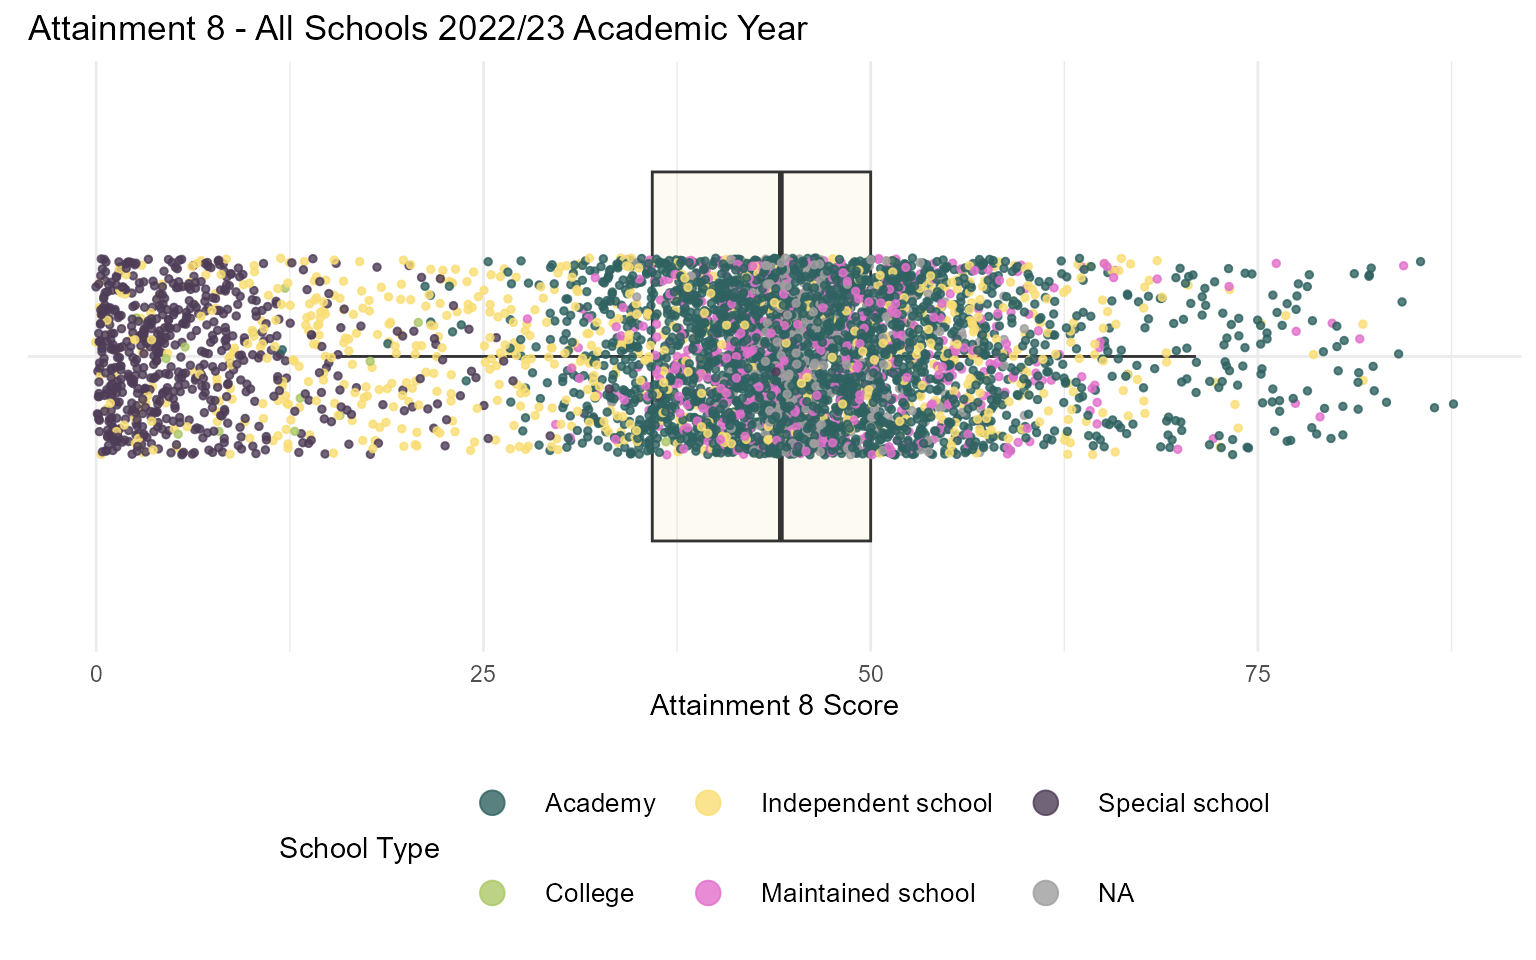 Attainment 8 - All Schools 2022/23 Academic Year
0 25 50 75
Attainment 8 Score
School Type
Academy Independent school Special school
College Maintained school NA